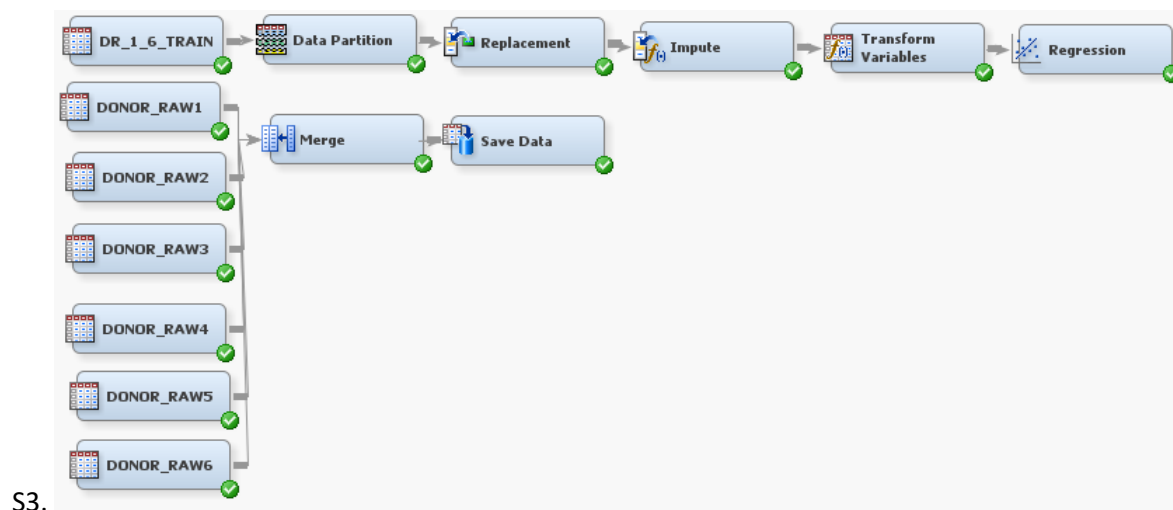 DR_1_6_TRAIN
Data Partition
Replacement
Impute
Transform
Variables
Regression
DONOR_RAW1
Merge
Save Data
DONOR_RAW2
DONOR_RAW3
DONOR_RAW4
DONOR_RAW5
DONOR_RAW6
S3.